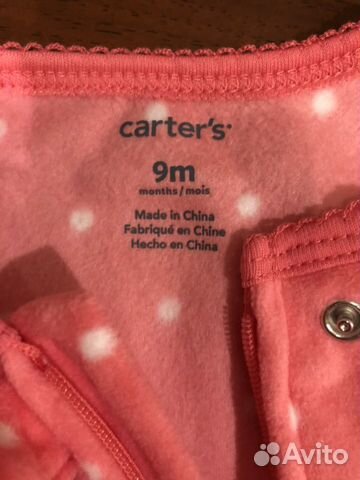 carter's
9m
months / mois
Made in China
Fabriqué en Chine
Hecho en China
Avito